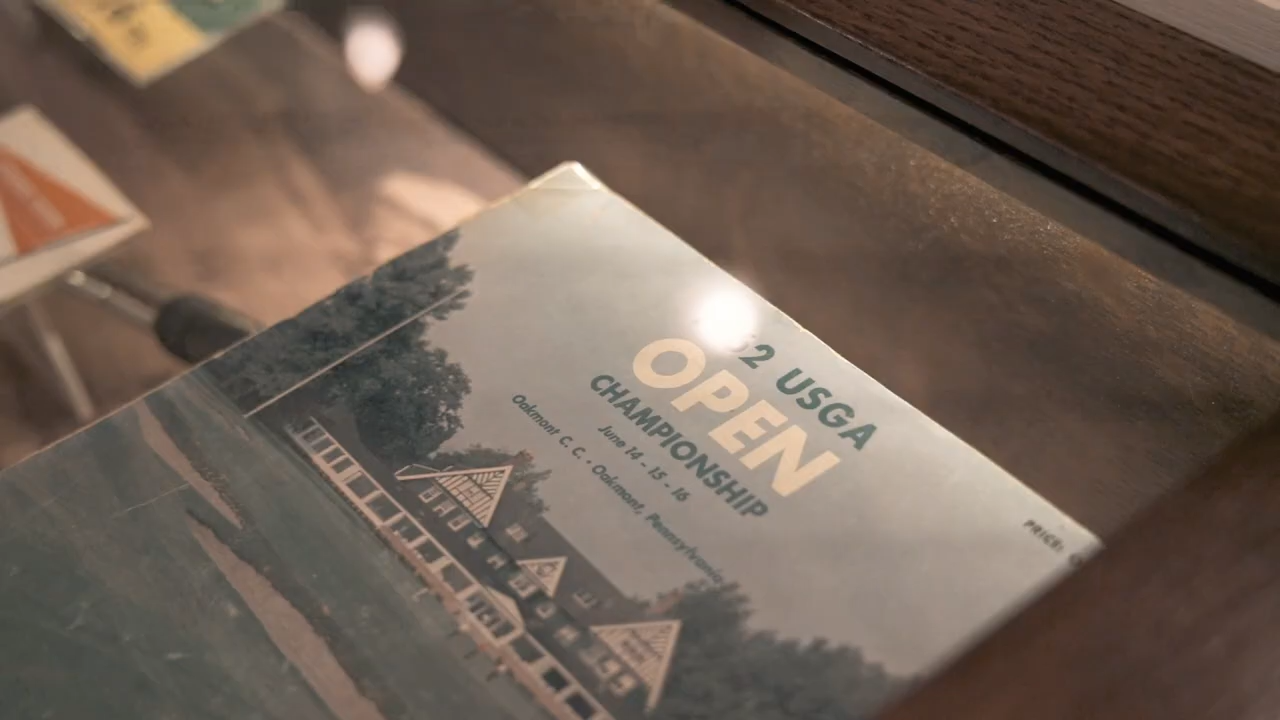 2 USGA
OPEN
CHAMPIONSHIP
June 14 - 15 - 16
Oakmont C. C. • Oakmont, Pennsylvania
PRICE: